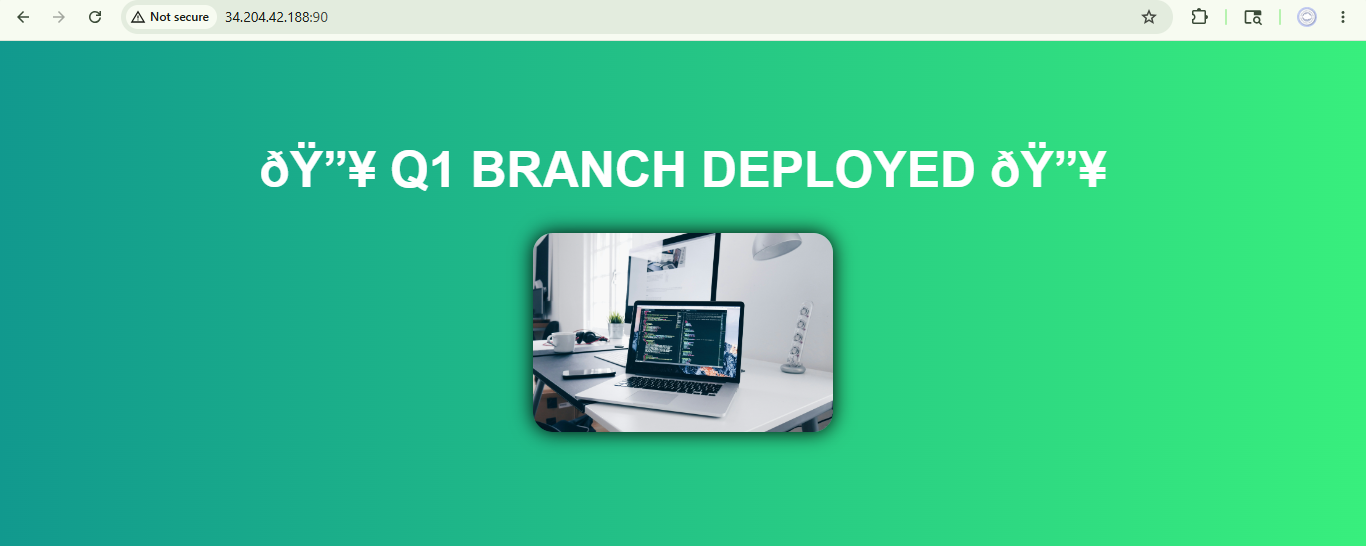 Not secure
34.204.42.188:90
ðŸ”¥ Q1 BRANCH DEPLOYED ðŸ”¥